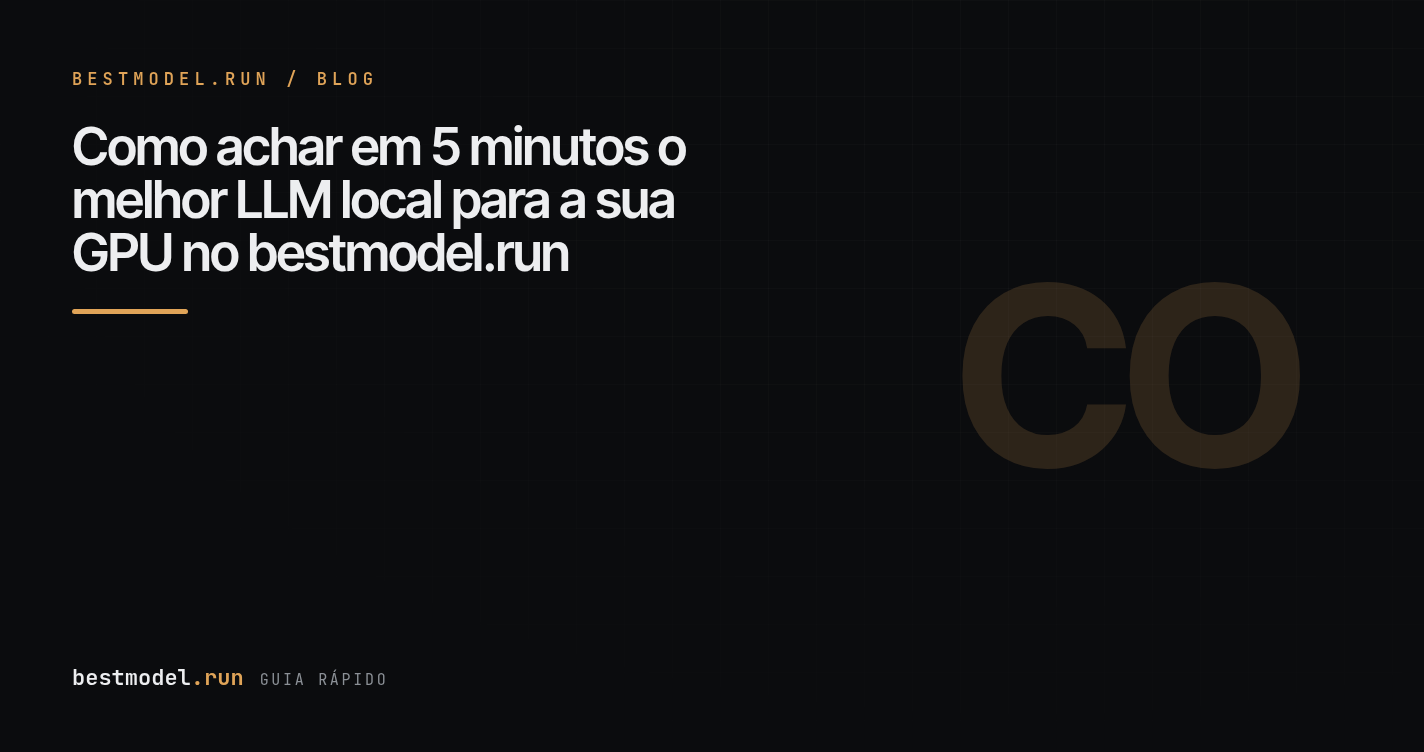 BESTMODEL.RUN / BLOG
Como achar em 5 minutos o
melhor LLM local para a sua
GPU no bestmodel.run
CO
bestmodel.run GUIA RÁPIDO